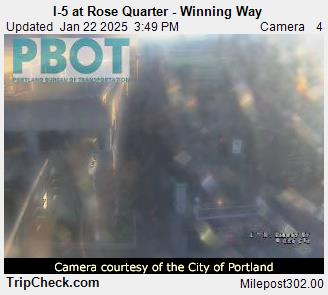 I-5 at Rose Quarter - Winning Way
Updated Jan 22 2025 3:49 PM Camera 4
PBOT
PORTLAND BUREAU OF TRANSPORTATION
Camera courtesy of the City of Portland
TripCheck.com Milepost302.00